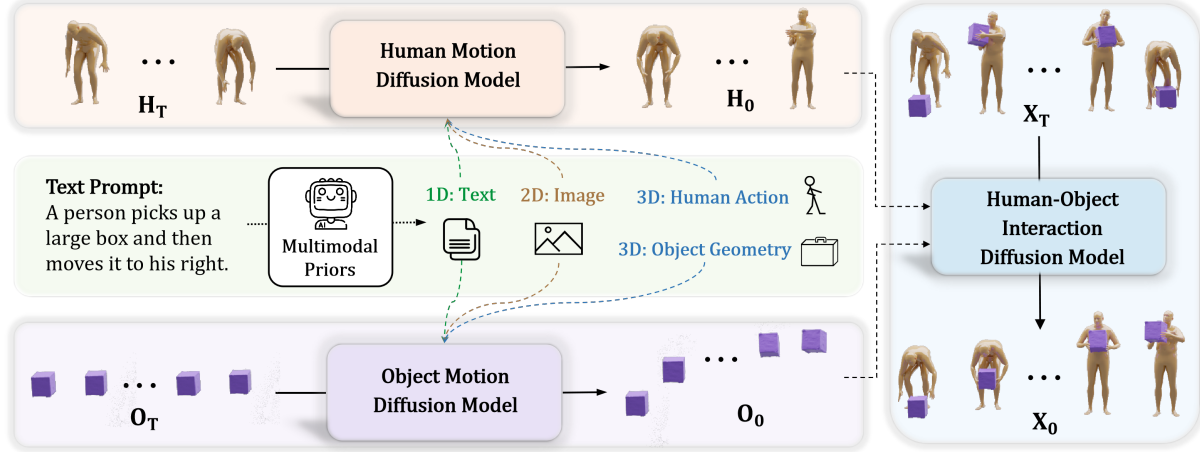 Human Motion
Diffusion Model
H_T
H_0
Text Prompt:
A person picks up a
large box and then
moves it to his right.
AI
Multimodal
Priors
1D: Text
2D: Image
3D: Human Action
3D: Object Geometry
Object Motion
Diffusion Model
O_T
O_0
X_T
Human-Object
Interaction
Diffusion Model
X_0